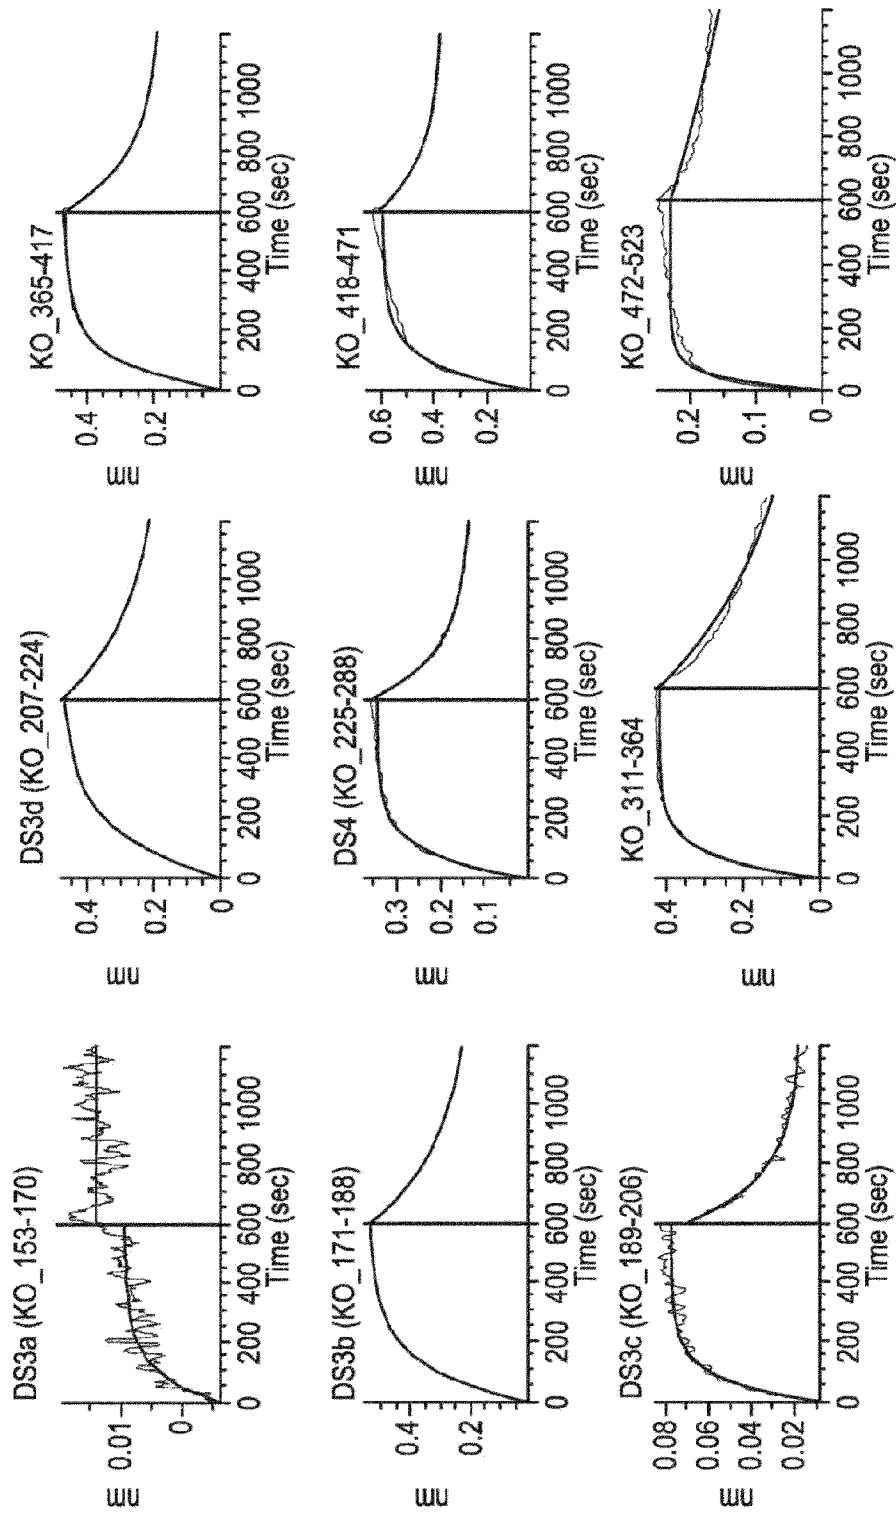 DS3a (KO_153-170)
nm
0.01
0
0 200 400 600 800 1000
Time (sec)
DS3d (KO_207-224)
nm
0.4
0.2
0
0 200 400 600 800 1000
Time (sec)
KO_365-417
nm
0.4
0.2
0 200 400 600 800 1000
Time (sec)
DS3b (KO_171-188)
nm
0.4
0.2
0 200 400 600 800 1000
Time (sec)
DS4 (KO_225-288)
nm
0.3
0.2
0.1
0 200 400 600 800 1000
Time (sec)
KO_418-471
nm
0.6
0.4
0.2
0 200 400 600 800 1000
Time (sec)
DS3c (KO_189-206)
nm
0.08
0.06
0.04
0.02
0 200 400 600 800 1000
Time (sec)
KO_311-364
nm
0.4
0.2
0
0 200 400 600 800 1000
Time (sec)
KO_472-523
nm
0.2
0.1
0
0 200 400 600 800 1000
Time (sec)